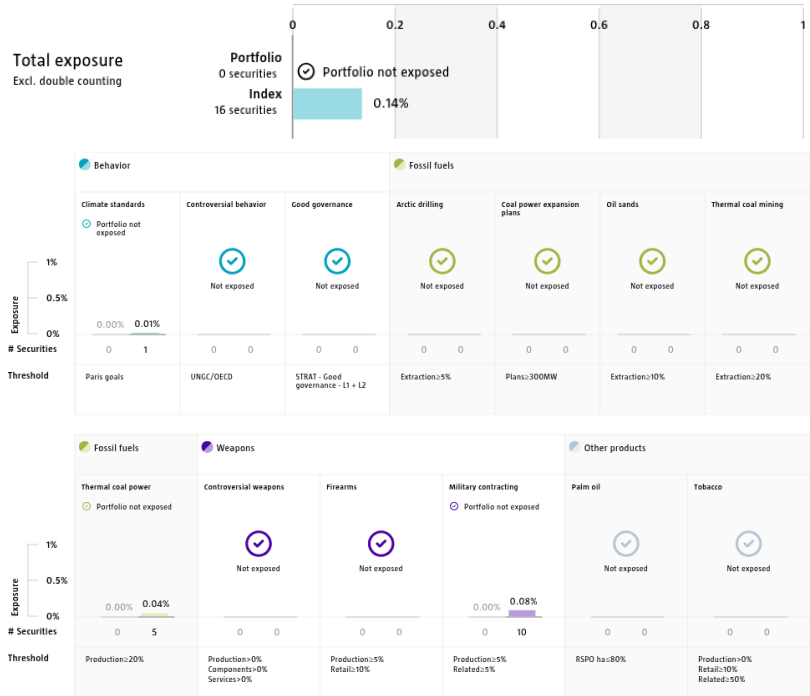 0 0.2 0.4 0.6 0.8 1
Total exposure
Excl. double counting
Portfolio
0 securities
Portfolio not exposed
Index
16 securities
0.14%
Behavior
Fossil fuels
Climate standards
Controversial behavior
Good governance
Arctic drilling
Coal power expansion
plans
Oil sands
Thermal coal mining
Portfolio not
exposed
Not exposed
Not exposed
Not exposed
Not exposed
Not exposed
Not exposed
Exposure
1%
0.5%
0%
0.00% 0.01%
# Securities
0 1 0 0 0 0 0 0 0 0 0 0 0 0
Threshold
Paris goals
UNGC/OECD
STRAT - Good
governance - L1 + L2
Extraction≥5%
Plans≥300MW
Extraction≥10%
Extraction≥20%
Fossil fuels
Weapons
Other products
Thermal coal power
Controversial weapons
Firearms
Military contracting
Palm oil
Tobacco
Portfolio not exposed
Not exposed
Not exposed
Portfolio not exposed
Not exposed
Not exposed
Exposure
1%
0.5%
0%
0.00% 0.04%
0.00% 0.08%
# Securities
0 5 0 0 0 0 0 10 0 0 0 0
Threshold
Production≥20%
Production>0%
Components>0%
Services>0%
Production≥5%
Retail≥10%
Production≥5%
Related≥5%
RSPO ha≤80%
Production>0%
Retail≥10%
Related≥50%